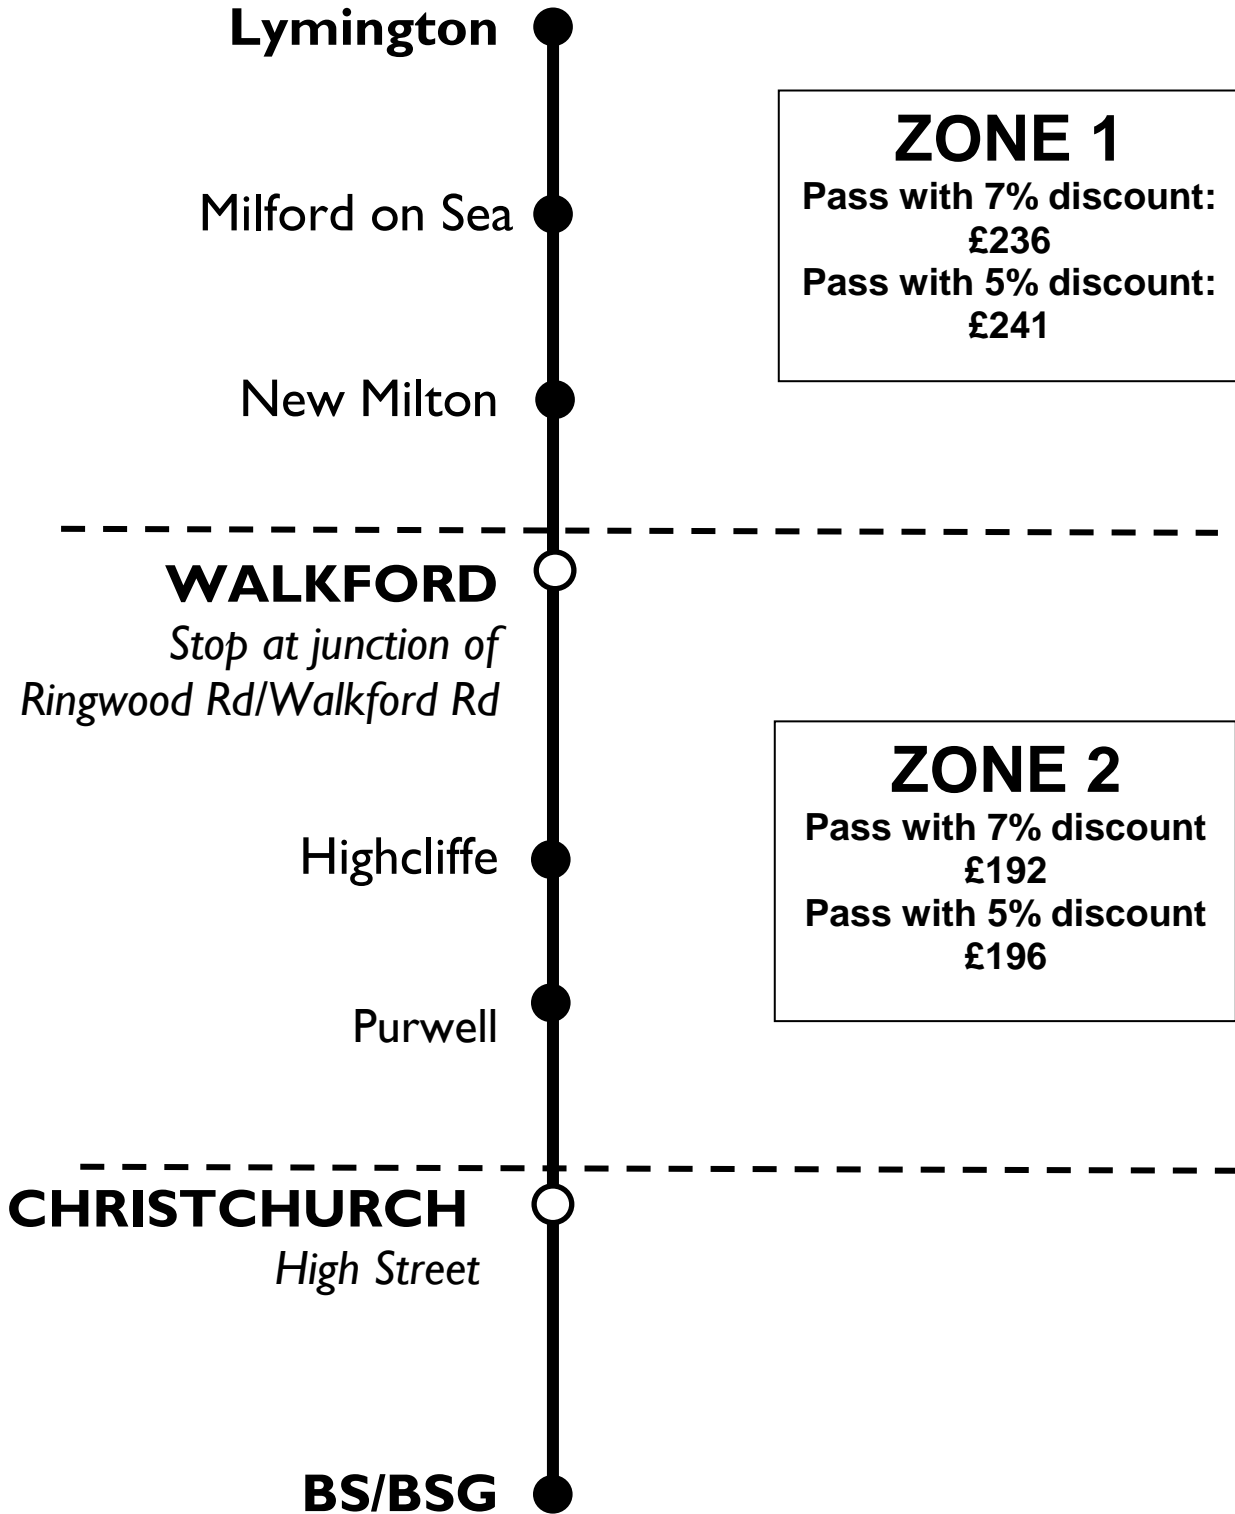 Lymington
ZONE 1
Pass with 7% discount:
£236
Pass with 5% discount:
£241
Milford on Sea
New Milton
WALKFORD
Stop at junction of
Ringwood Rd/Walkford Rd
ZONE 2
Pass with 7% discount
£192
Pass with 5% discount
£196
Highcliffe
Purwell
CHRISTCHURCH
High Street
BS/BSG